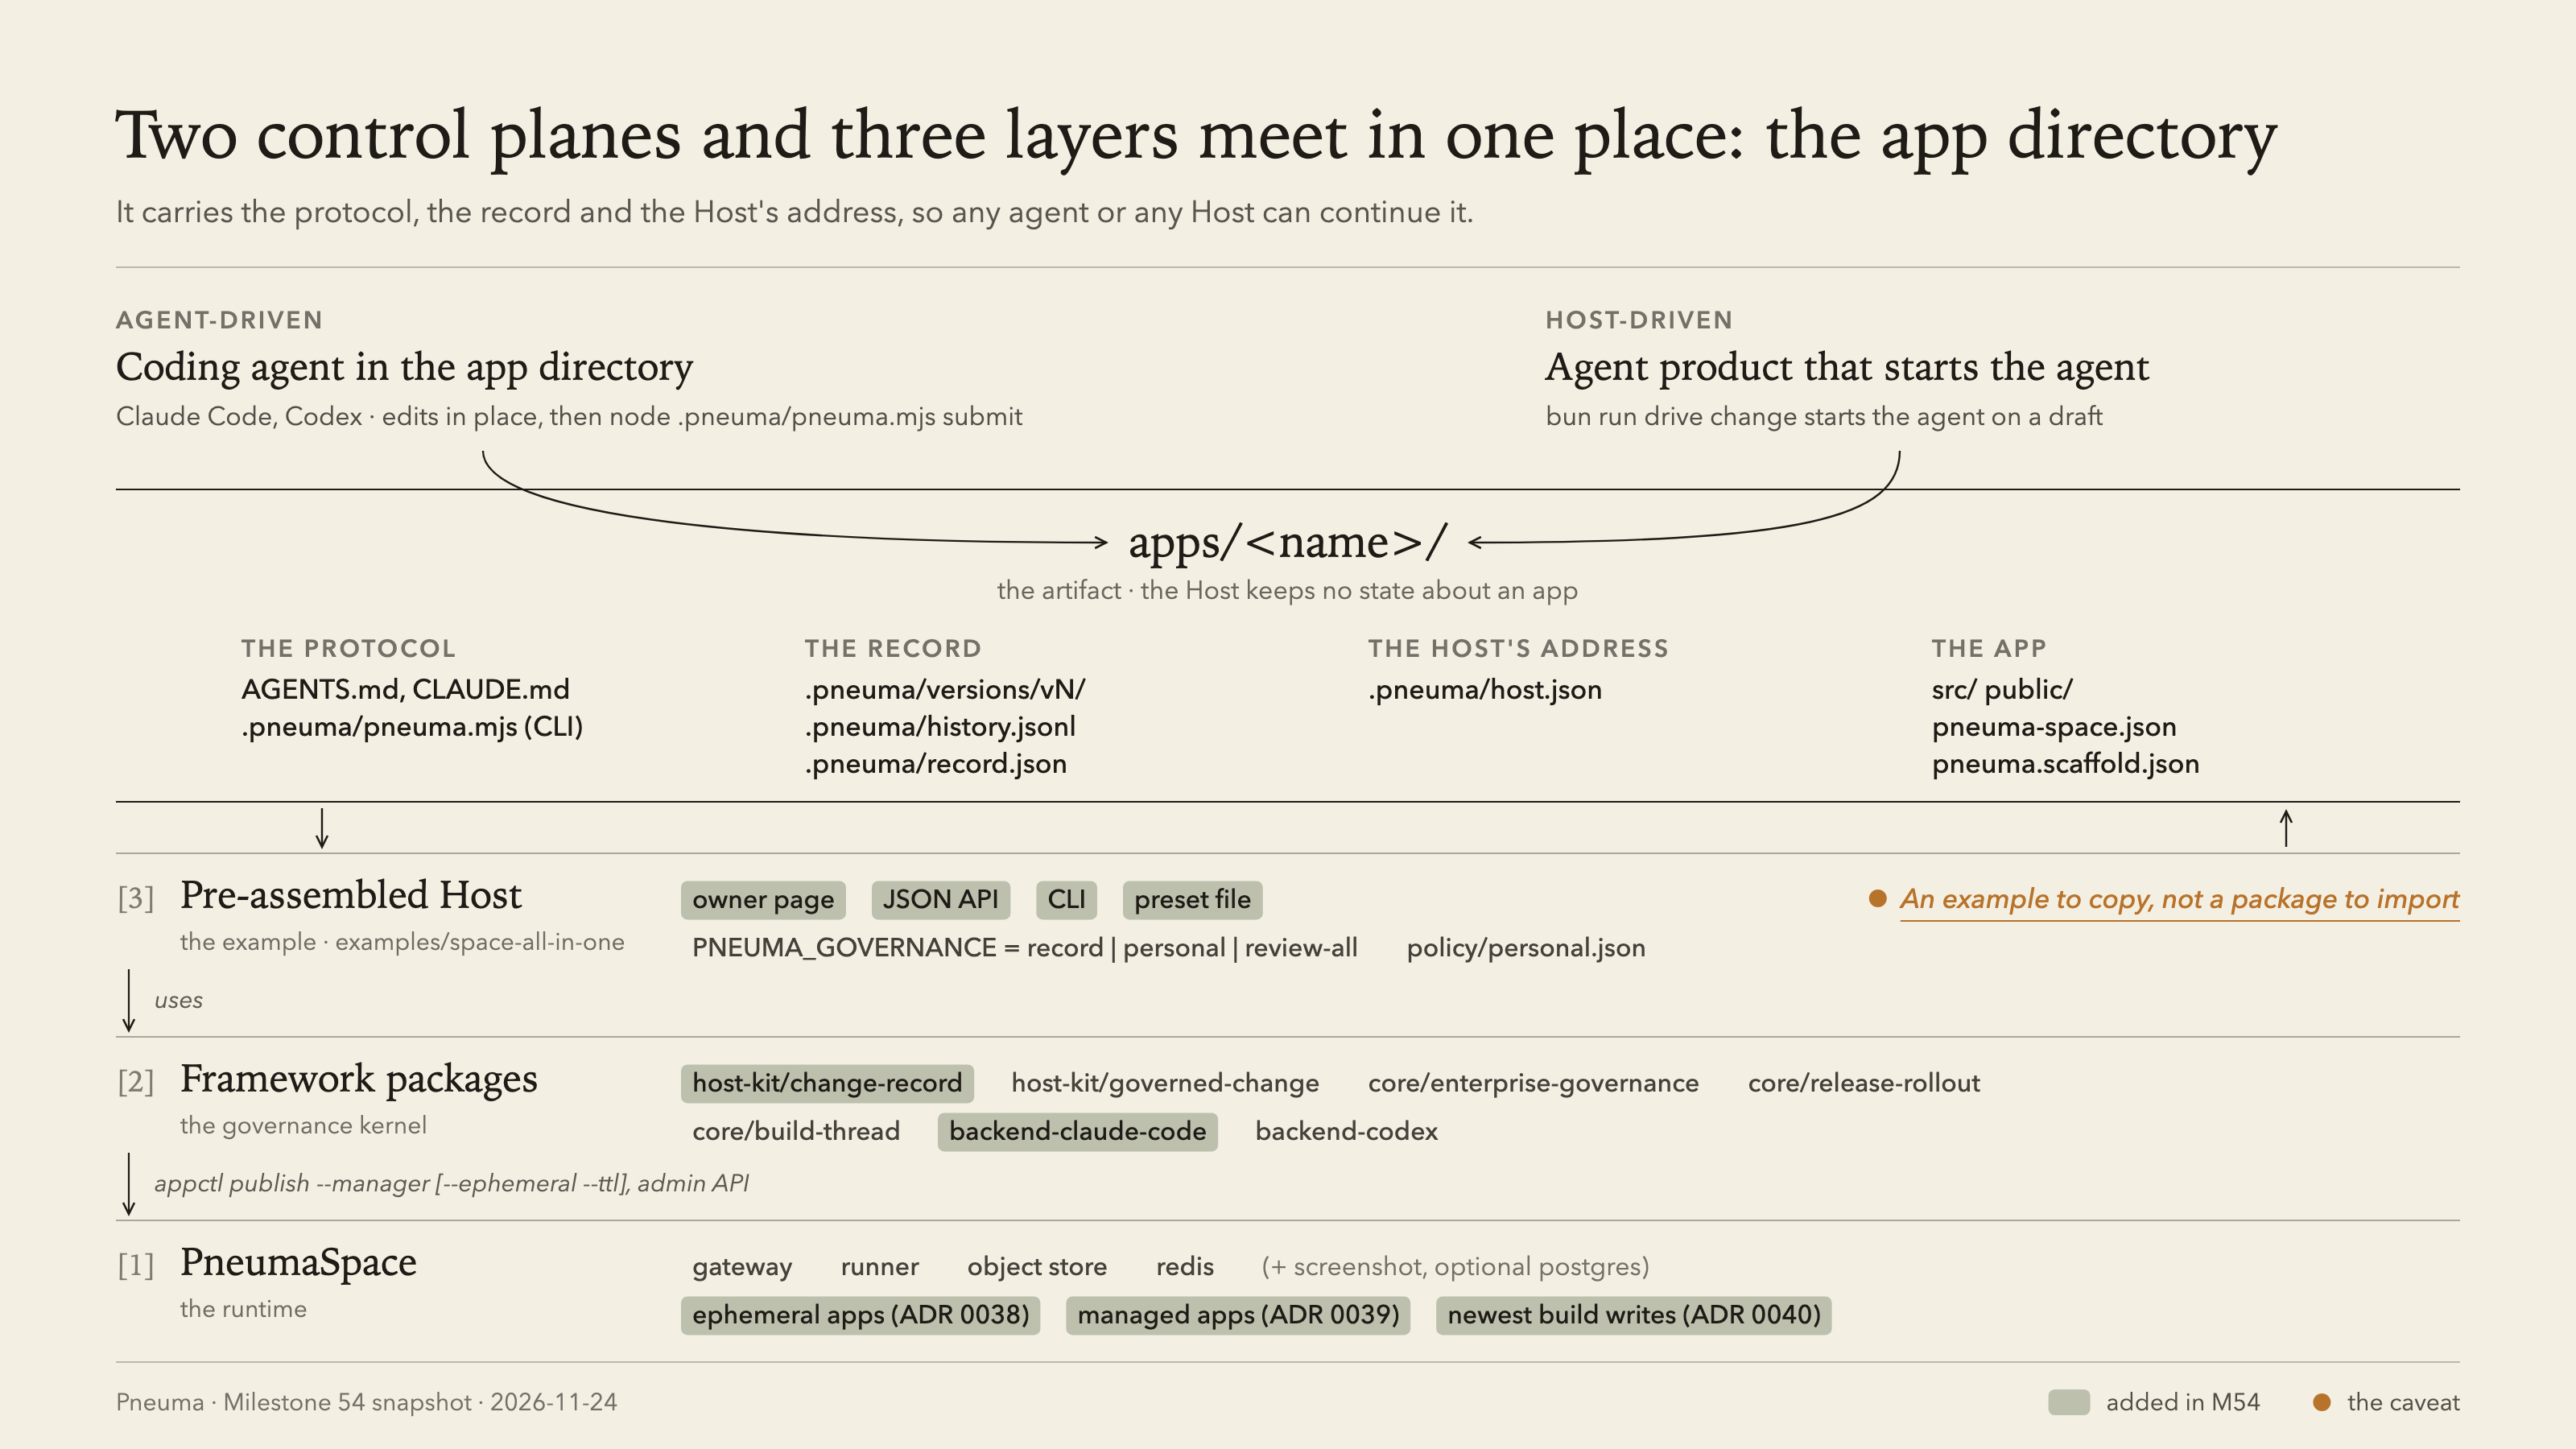 Two control planes and three layers meet in one place: the app directory
It carries the protocol, the record and the Host's address, so any agent or any Host can continue it.
AGENT-DRIVEN
Coding agent in the app directory
Claude Code, Codex · edits in place, then node .pneuma/pneuma.mjs submit
HOST-DRIVEN
Agent product that starts the agent
bun run drive change starts the agent on a draft
apps/<name>/
the artifact · the Host keeps no state about an app
THE PROTOCOL
AGENTS.md, CLAUDE.md
.pneuma/pneuma.mjs (CLI)
THE RECORD
.pneuma/versions/vN/
.pneuma/history.jsonl
.pneuma/record.json
THE HOST'S ADDRESS
.pneuma/host.json
THE APP
src/ public/
pneuma-space.json
pneuma.scaffold.json
[3] Pre-assembled Host
the example · examples/space-all-in-one
owner page JSON API CLI preset file
PNEUMA_GOVERNANCE = record | personal | review-all policy/personal.json
An example to copy, not a package to import
uses
[2] Framework packages
the governance kernel
host-kit/change-record host-kit/governed-change core/enterprise-governance core/release-rollout
core/build-thread backend-claude-code backend-codex
appctl publish --manager [--ephemeral --ttl], admin API
[1] PneumaSpace
the runtime
gateway runner object store redis (+ screenshot, optional postgres)
ephemeral apps (ADR 0038) managed apps (ADR 0039) newest build writes (ADR 0040)
Pneuma · Milestone 54 snapshot · 2026-11-24
added in M54
the caveat